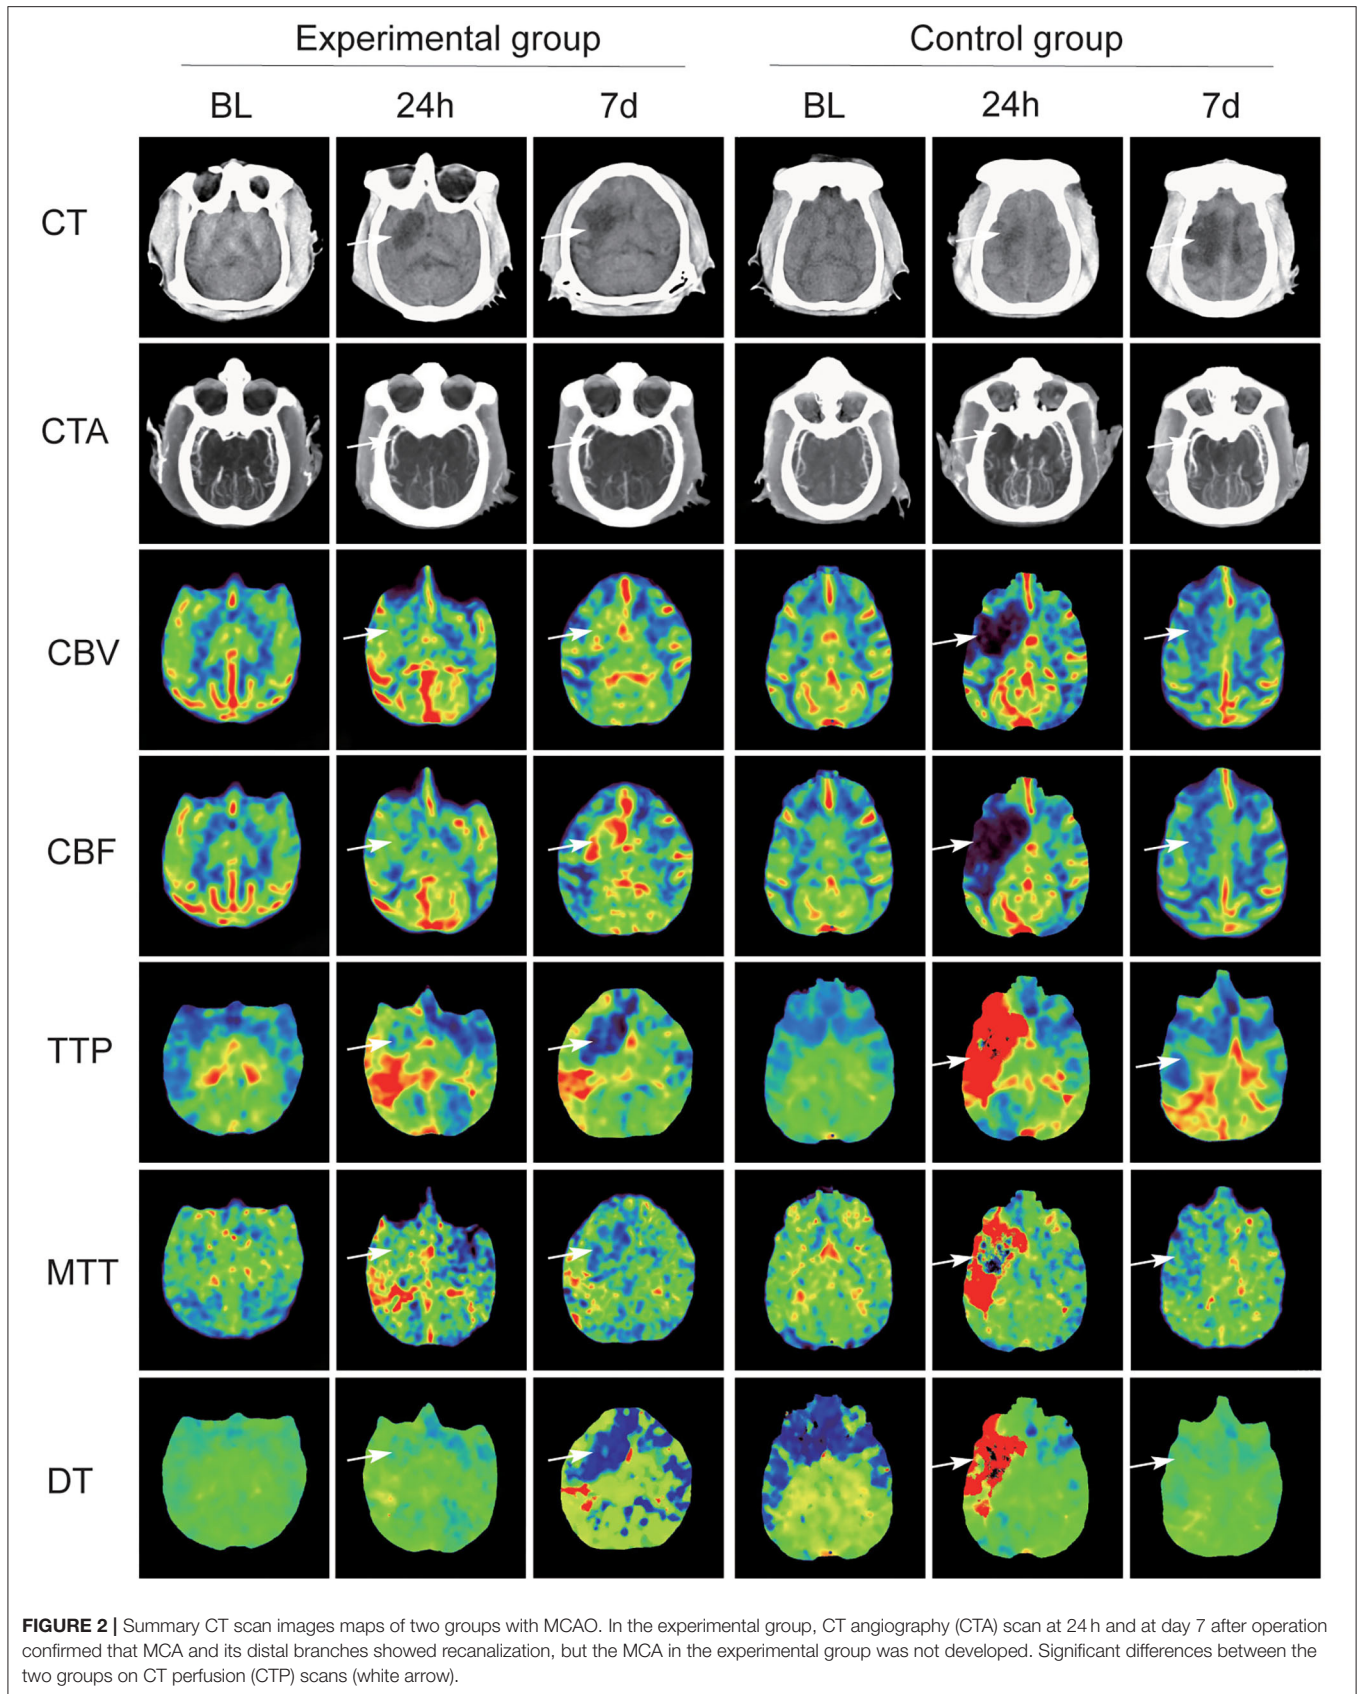 Experimental group Control group
BL 24h 7d BL 24h 7d
CT
CTA
CBV
CBF
TTP
MTT
DT
FIGURE 2 | Summary CT scan images maps of two groups with MCAO. In the experimental group, CT angiography (CTA) scan at 24 h and at day 7 after operation
confirmed that MCA and its distal branches showed recanalization, but the MCA in the experimental group was not developed. Significant differences between the
two groups on CT perfusion (CTP) scans (white arrow).